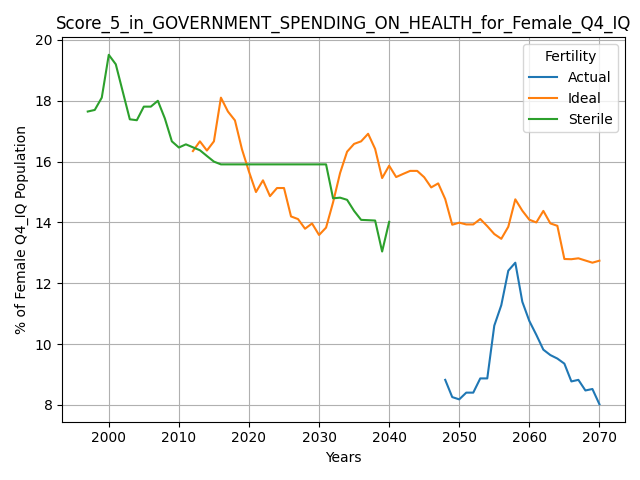 Score_5_in_GOVERNMENT_SPENDING_ON_HEALTH_for_Female_Q4_IQ
Fertility
Actual
Ideal
Sterile
% of Female Q4_IQ Population
20
18
16
14
12
10
8
2000 2010 2020 2030 2040 2050 2060 2070
Years